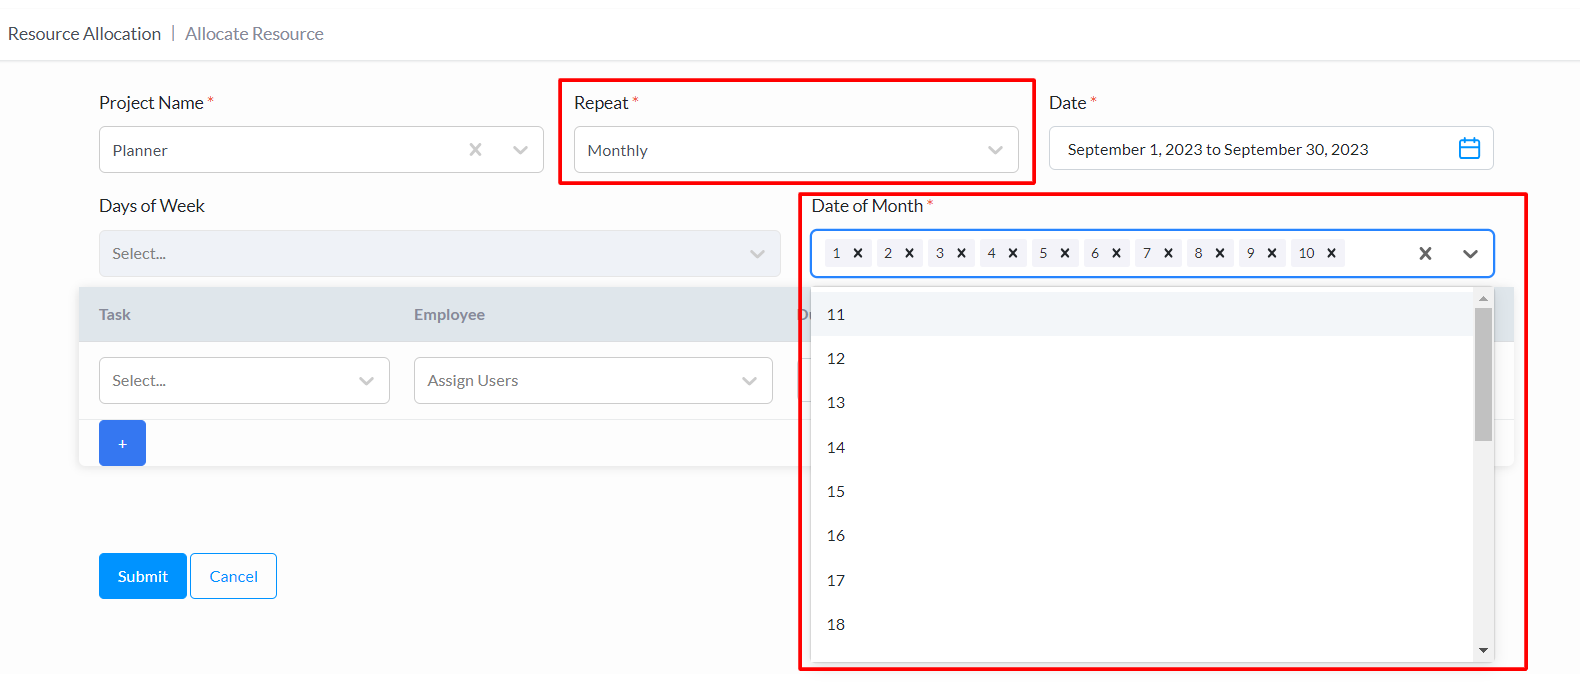 Resource Allocation | Allocate Resource
Project Name * Repeat * Date *
Planner Monthly September 1, 2023 to September 30, 2023
Days of Week Date of Month *
Select... 1 2 3 4 5 6 7 8 9 10
Task Employee
11
12
Select... Assign Users
13
+ 14
15
16
Submit Cancel 17
18